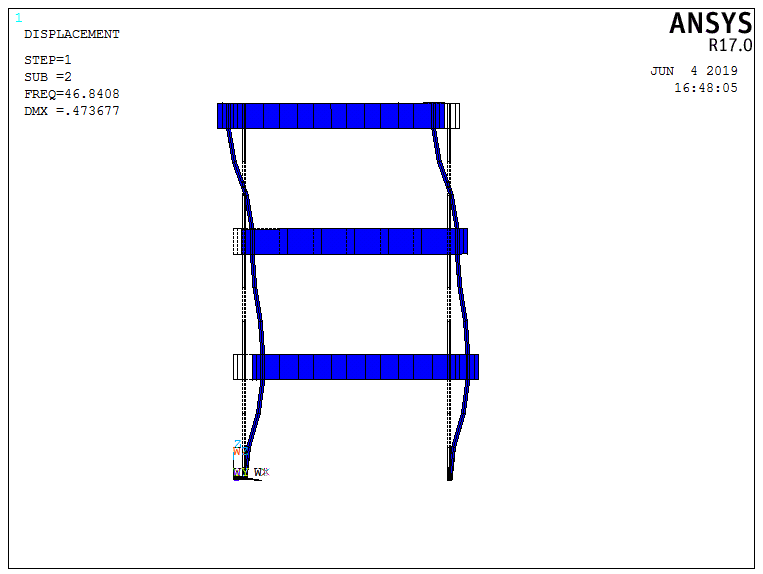 1
DISPLACEMENT
STEP=1
SUB =2
FREQ=46.8408
DMX =.473677
ANSYS
R17.0
JUN 4 2019
16:48:05
WX